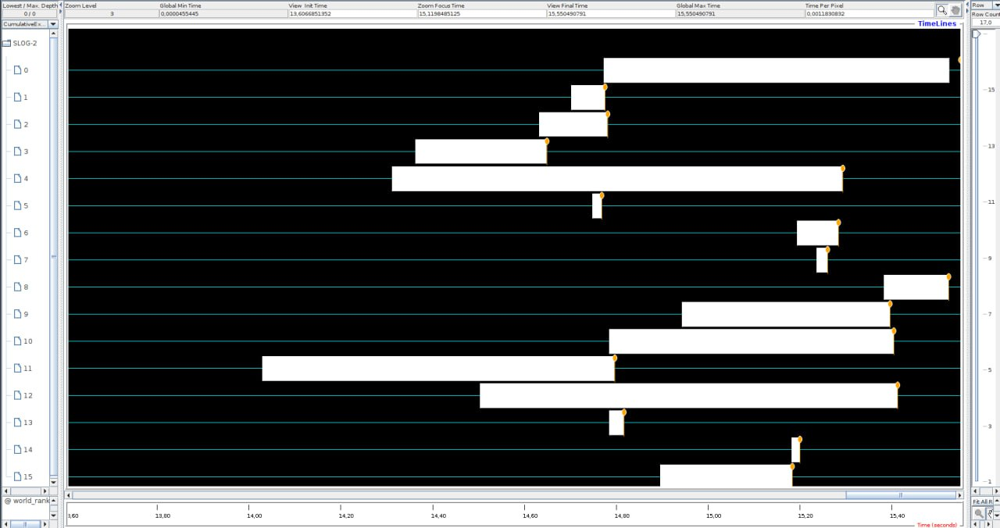 Lowest / Max. Depth
Zoom Level
Global Min Time
View Init Time
Zoom Focus Time
View Final Time
Global Max Time
Time Per Pixel
Row
0 / 0
3
0,0000455445
13,6066851352
15,1198485125
15,550490791
15,550490791
0,0011830832
Row Count
17,0
CumulativeEx...
TimeLines
SLOG-2
0
1
2
3
4
5
6
7
8
9
10
11
12
13
14
15
15
13
11
9
7
5
3
1
@ world_rank
Fit All R
3,60
13,80
14,00
14,20
14,40
14,60
14,80
15,00
15,20
15,40
Time (seconds)